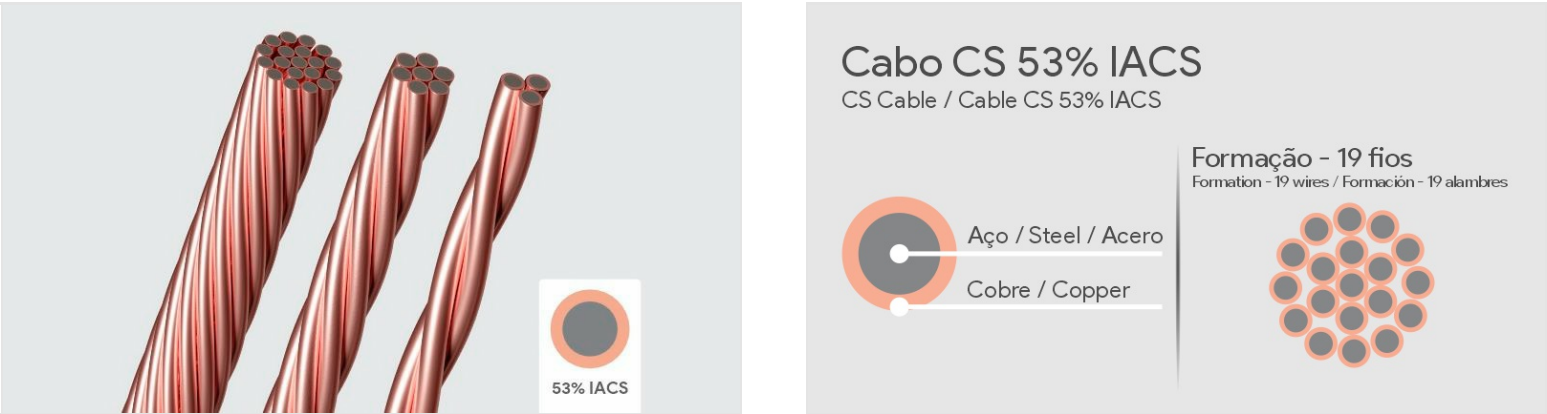 53% IACS
Cabo CS 53% IACS
CS Cable / Cable CS 53% IACS
Aço / Steel / Acero
Cobre / Copper
Formação - 19 fios
Formation - 19 wires / Formación - 19 alambres